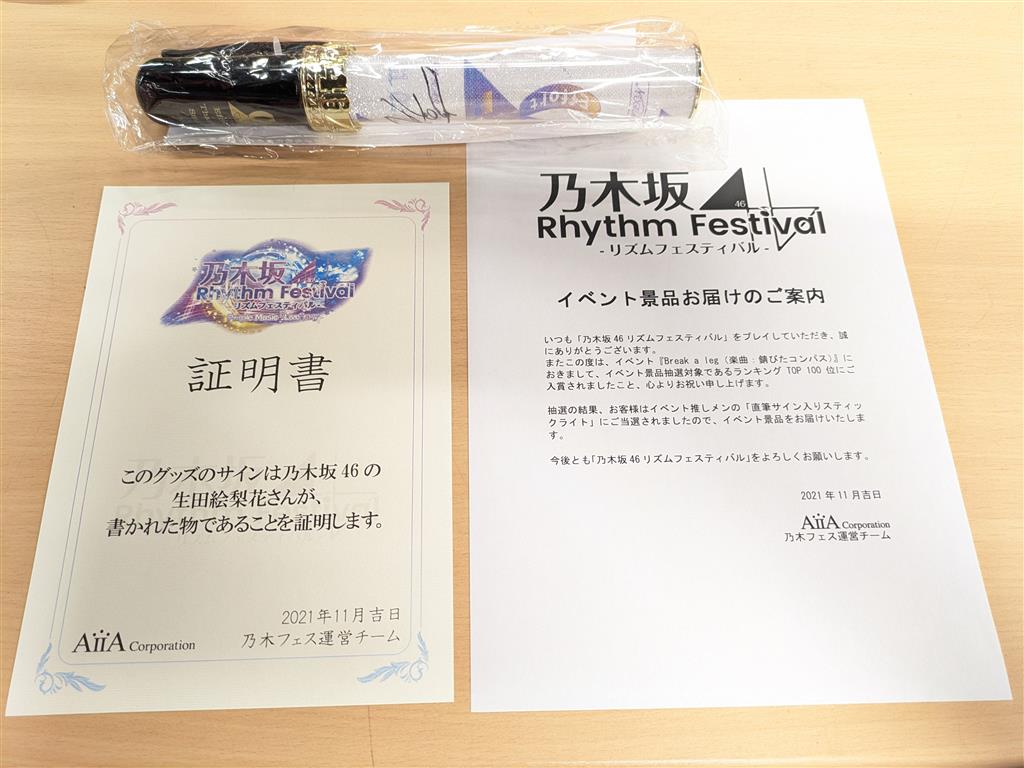 Effort
乃木坂46
Rhythm Festival
-リズムフェスティバル-
証明書
このグッズのサインは乃木坂46の
生田絵梨花さんが、
書かれた物であることを証明します。
2021年11月吉日
AiiA Corporation
乃木フェス運営チーム
乃木坂46
Rhythm Festival
-リズムフェスティバル-
イベント景品お届けのご案内
いつも「乃木坂46リズムフェスティバル」をプレイしていただき、誠
にありがとうございます。
またこの度は、イベント『Break a leg（楽曲：錆びたコンパス）』に
おきまして、イベント景品抽選対象であるランキング TOP 100 位にご
入賞されましたこと、心よりお祝い申し上げます。
抽選の結果、お客様はイベント推しメンの「直筆サイン入りスティッ
クライト」にご当選されましたので、イベント景品をお届けいたしま
す。
今後とも「乃木坂46リズムフェスティバル」をよろしくお願いします。
2021年11月吉日
AiiA Corporation
乃木フェス運営チーム